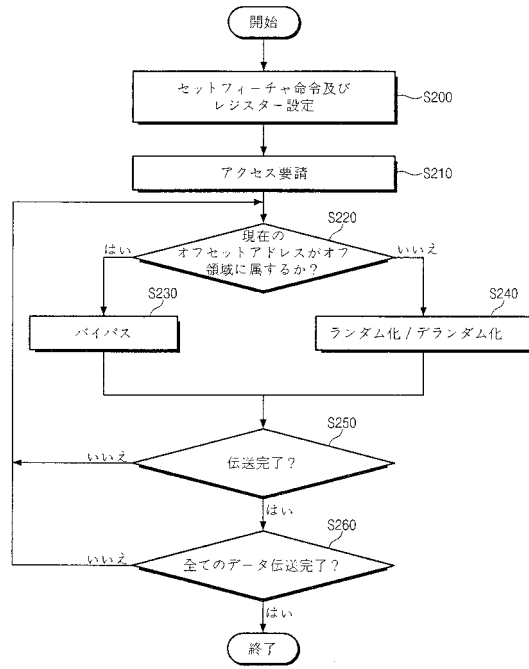 開始
セットフィーチャ命令及び
レジスター設定
S200
アクセス要請
S210
S220
現在の
オフセットアドレスがオフ
領域に属するか?
はい
いいえ
S230
バイパス
S240
ランダム化 / デランダム化
S250
伝送完了?
いいえ
はい
S260
全てのデータ伝送完了?
いいえ
はい
終了